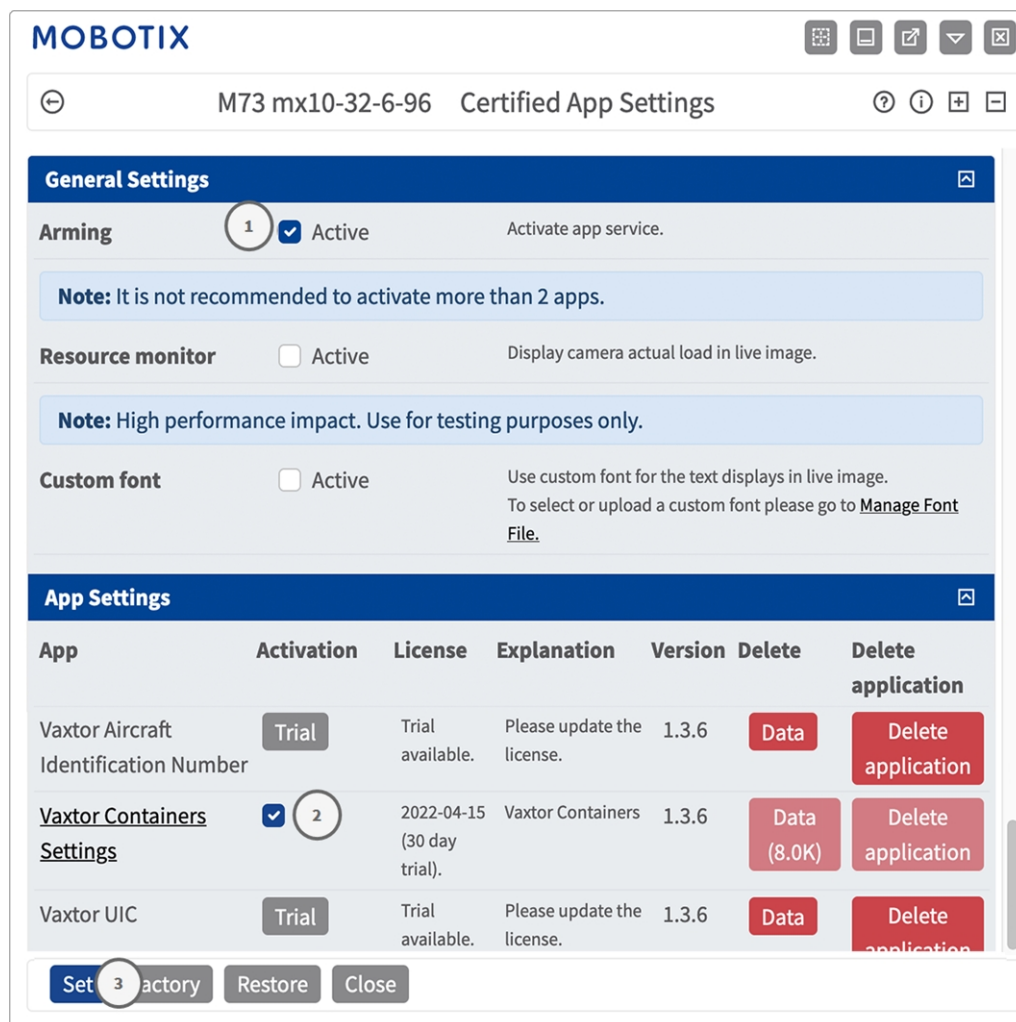 MOBOTIX
M73 mx10-32-6-96 Certified App Settings
General Settings
Arming
1
Active
Activate app service.
Note: It is not recommended to activate more than 2 apps.
Resource monitor
Active
Display camera actual load in live image.
Note: High performance impact. Use for testing purposes only.
Custom font
Active
Use custom font for the text displays in live image.
To select or upload a custom font please go to Manage Font
File.
App Settings
App Activation License Explanation Version Delete Delete
application
Vaxtor Aircraft
Identification Number
Trial
Trial
available.
Please update the
license.
1.3.6
Data
Delete
application
Vaxtor Containers
Settings
2
2022-04-15
(30 day
trial).
Vaxtor Containers
1.3.6
Data
(8.0K)
Delete
application
Vaxtor UIC
Trial
Trial
available.
Please update the
license.
1.3.6
Data
Delete
application
Set
3
actory
Restore
Close